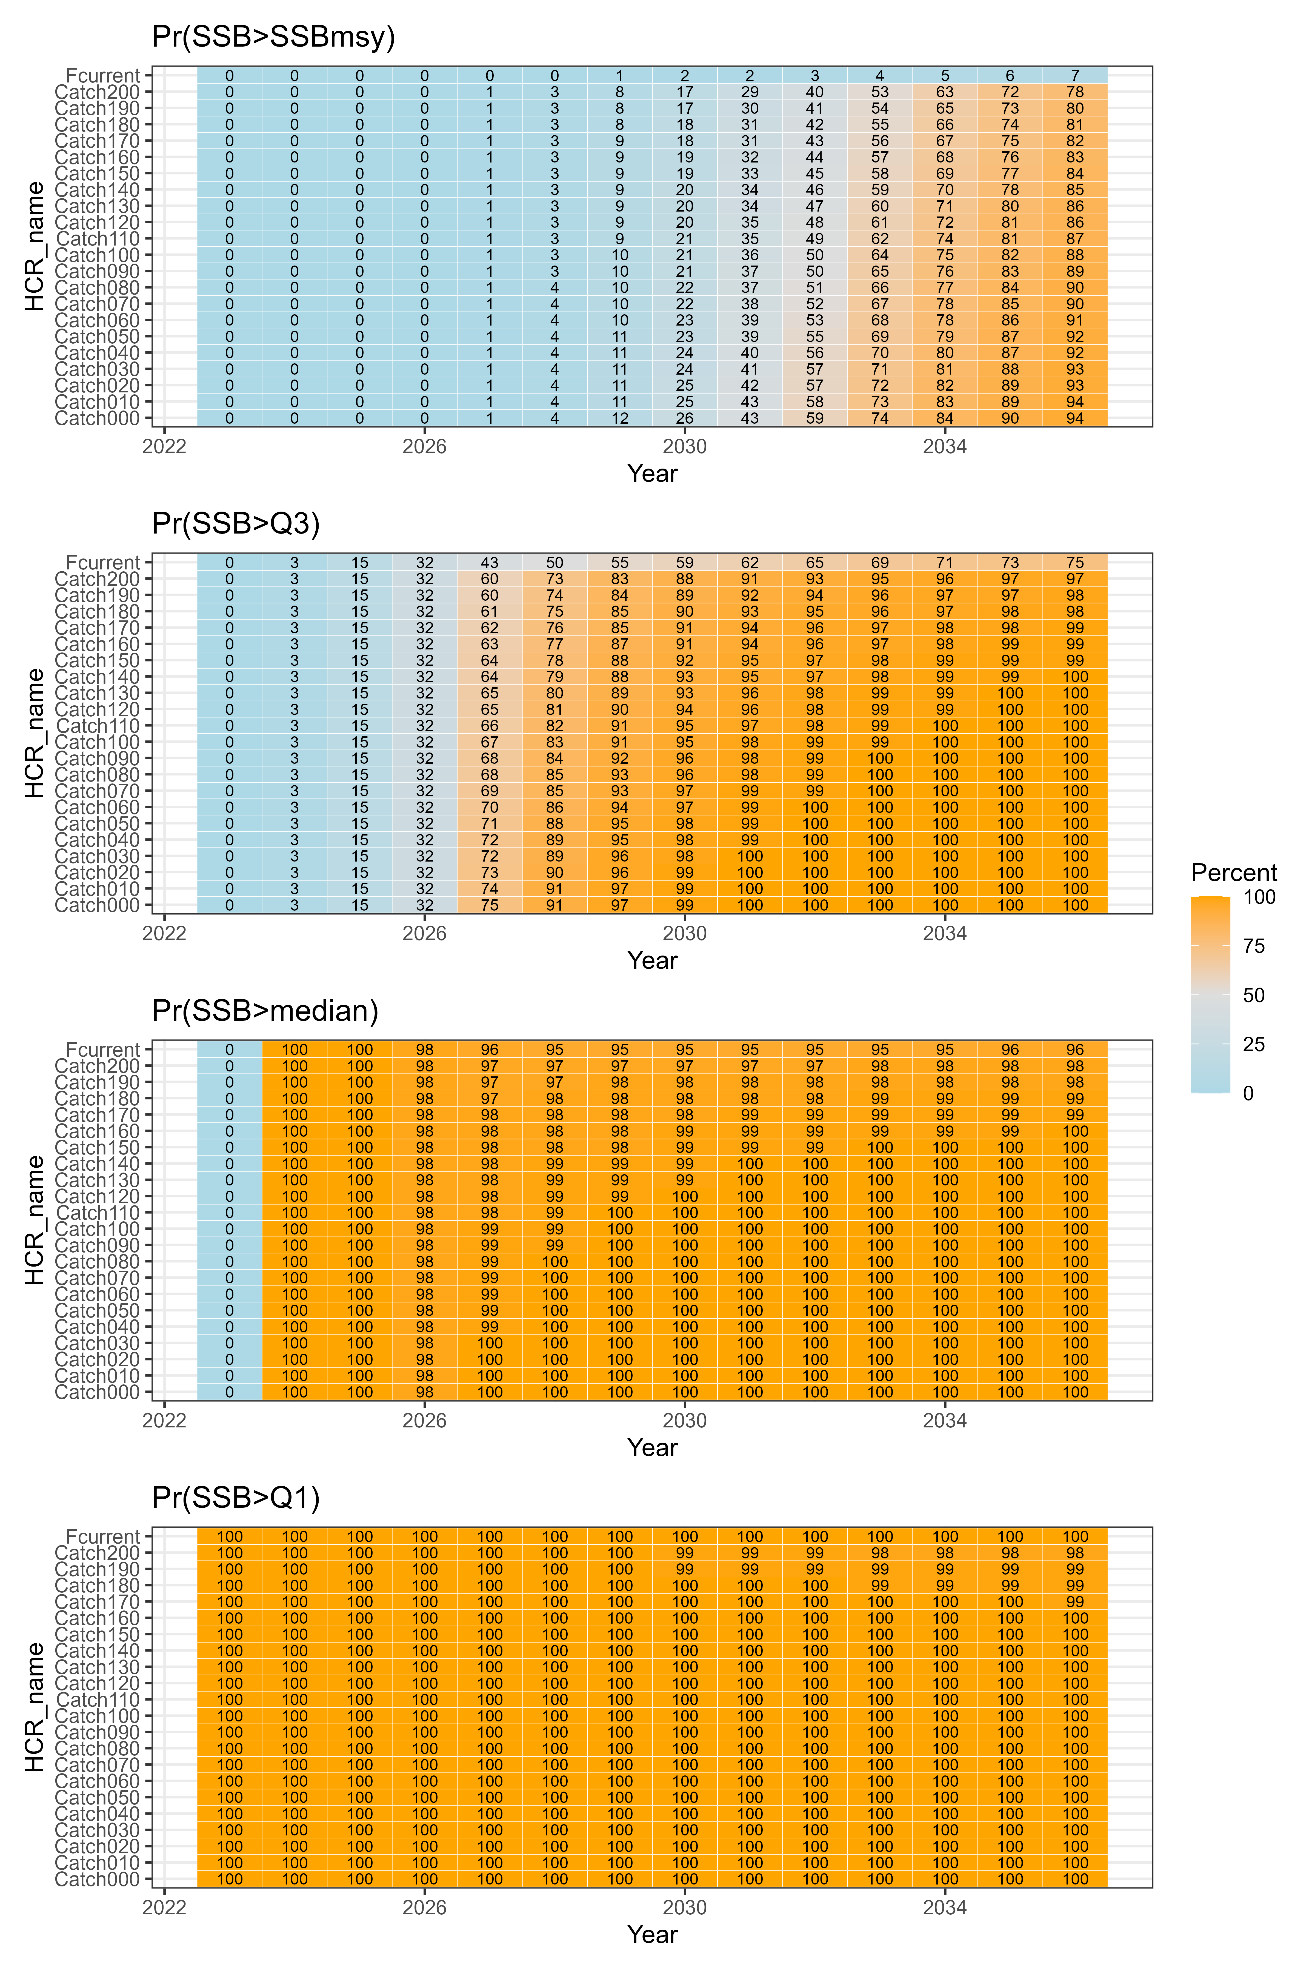 Pr(SSB>SSBmsy)
HCR_name
Fcurrent 0 0 0 0 0 0 1 2 2 3 4 5 6 7
Catch200 0 0 0 0 1 3 8 17 29 40 53 63 72 78
Catch190 0 0 0 0 1 3 8 17 30 41 54 65 73 80
Catch180 0 0 0 0 1 3 8 18 31 42 55 66 74 81
Catch170 0 0 0 0 1 3 9 18 31 43 56 67 75 82
Catch160 0 0 0 0 1 3 9 19 32 44 57 68 76 83
Catch150 0 0 0 0 1 3 9 19 33 45 58 69 77 84
Catch140 0 0 0 0 1 3 9 20 34 46 59 70 78 85
Catch130 0 0 0 0 1 3 9 20 34 47 60 71 80 86
Catch120 0 0 0 0 1 3 9 20 35 48 61 72 81 86
Catch110 0 0 0 0 1 3 9 21 35 49 62 74 81 87
Catch100 0 0 0 0 1 3 10 21 36 50 64 75 82 88
Catch090 0 0 0 0 1 3 10 21 37 50 65 76 83 89
Catch080 0 0 0 0 1 4 10 22 37 51 66 77 84 90
Catch070 0 0 0 0 1 4 10 22 38 52 67 78 85 90
Catch060 0 0 0 0 1 4 10 23 39 53 68 78 86 91
Catch050 0 0 0 0 1 4 11 23 39 55 69 79 87 92
Catch040 0 0 0 0 1 4 11 24 40 56 70 80 87 92
Catch030 0 0 0 0 1 4 11 24 41 57 71 81 88 93
Catch020 0 0 0 0 1 4 11 25 42 57 72 82 89 93
Catch010 0 0 0 0 1 4 11 25 43 58 73 83 89 94
Catch000 0 0 0 0 1 4 12 26 43 59 74 84 90 94
2022 2026 2030 2034
Year
Pr(SSB>Q3)
HCR_name
Fcurrent 0 3 15 32 43 50 55 59 62 65 69 71 73 75
Catch200 0 3 15 32 60 73 83 88 91 93 95 96 97 97
Catch190 0 3 15 32 60 74 84 89 92 94 96 97 97 98
Catch180 0 3 15 32 61 75 85 90 93 95 96 97 98 98
Catch170 0 3 15 32 62 76 85 91 94 96 97 98 98 99
Catch160 0 3 15 32 63 77 87 91 94 96 97 98 99 99
Catch150 0 3 15 32 64 78 88 92 95 97 98 99 99 99
Catch140 0 3 15 32 64 79 88 93 95 97 98 99 99 100
Catch130 0 3 15 32 65 80 89 93 96 98 99 99 100 100
Catch120 0 3 15 32 65 81 90 94 96 98 99 99 100 100
Catch110 0 3 15 32 66 82 91 95 97 98 99 100 100 100
Catch100 0 3 15 32 67 83 91 95 98 99 99 100 100 100
Catch090 0 3 15 32 68 84 92 96 98 99 100 100 100 100
Catch080 0 3 15 32 68 85 93 96 98 99 100 100 100 100
Catch070 0 3 15 32 69 85 93 97 99 99 100 100 100 100
Catch060 0 3 15 32 70 86 94 97 99 100 100 100 100 100
Catch050 0 3 15 32 71 88 95 98 99 100 100 100 100 100
Catch040 0 3 15 32 72 89 95 98 99 100 100 100 100 100
Catch030 0 3 15 32 72 89 96 98 100 100 100 100 100 100
Catch020 0 3 15 32 73 90 96 99 100 100 100 100 100 100
Catch010 0 3 15 32 74 91 97 99 100 100 100 100 100 100
Catch000 0 3 15 32 75 91 97 99 100 100 100 100 100 100
2022 2026 2030 2034
Year
Percent
100
75
50
25
0
Pr(SSB>median)
HCR_name
Fcurrent 0 100 100 98 96 95 95 95 95 95 95 95 96 96
Catch200 0 100 100 98 97 97 97 97 97 97 98 98 98 98
Catch190 0 100 100 98 97 97 98 98 98 98 98 98 98 98
Catch180 0 100 100 98 97 98 98 98 98 98 99 99 99 99
Catch170 0 100 100 98 98 98 98 98 99 99 99 99 99 99
Catch160 0 100 100 98 98 98 98 99 99 99 99 99 99 100
Catch150 0 100 100 98 98 98 98 99 99 99 100 100 100 100
Catch140 0 100 100 98 98 99 99 99 100 100 100 100 100 100
Catch130 0 100 100 98 98 99 99 99 100 100 100 100 100 100
Catch120 0 100 100 98 98 99 99 100 100 100 100 100 100 100
Catch110 0 100 100 98 98 99 100 100 100 100 100 100 100 100
Catch100 0 100 100 98 99 99 100 100 100 100 100 100 100 100
Catch090 0 100 100 98 99 99 100 100 100 100 100 100 100 100
Catch080 0 100 100 98 99 100 100 100 100 100 100 100 100 100
Catch070 0 100 100 98 99 100 100 100 100 100 100 100 100 100
Catch060 0 100 100 98 99 100 100 100 100 100 100 100 100 100
Catch050 0 100 100 98 99 100 100 100 100 100 100 100 100 100
Catch040 0 100 100 98 99 100 100 100 100 100 100 100 100 100
Catch030 0 100 100 98 100 100 100 100 100 100 100 100 100 100
Catch020 0 100 100 98 100 100 100 100 100 100 100 100 100 100
Catch010 0 100 100 98 100 100 100 100 100 100 100 100 100 100
Catch000 0 100 100 98 100 100 100 100 100 100 100 100 100 100
2022 2026 2030 2034
Year
Pr(SSB>Q1)
HCR_name
Fcurrent 100 100 100 100 100 100 100 100 100 100 100 100 100 100
Catch200 100 100 100 100 100 100 100 99 99 99 98 98 98 98
Catch190 100 100 100 100 100 100 100 99 99 99 99 99 99 99
Catch180 100 100 100 100 100 100 100 100 100 100 99 99 99 99
Catch170 100 100 100 100 100 100 100 100 100 100 100 100 100 99
Catch160 100 100 100 100 100 100 100 100 100 100 100 100 100 100
Catch150 100 100 100 100 100 100 100 100 100 100 100 100 100 100
Catch140 100 100 100 100 100 100 100 100 100 100 100 100 100 100
Catch130 100 100 100 100 100 100 100 100 100 100 100 100 100 100
Catch120 100 100 100 100 100 100 100 100 100 100 100 100 100 100
Catch110 100 100 100 100 100 100 100 100 100 100 100 100 100 100
Catch100 100 100 100 100 100 100 100 100 100 100 100 100 100 100
Catch090 100 100 100 100 100 100 100 100 100 100 100 100 100 100
Catch080 100 100 100 100 100 100 100 100 100 100 100 100 100 100
Catch070 100 100 100 100 100 100 100 100 100 100 100 100 100 100
Catch060 100 100 100 100 100 100 100 100 100 100 100 100 100 100
Catch050 100 100 100 100 100 100 100 100 100 100 100 100 100 100
Catch040 100 100 100 100 100 100 100 100 100 100 100 100 100 100
Catch030 100 100 100 100 100 100 100 100 100 100 100 100 100 100
Catch020 100 100 100 100 100 100 100 100 100 100 100 100 100 100
Catch010 100 100 100 100 100 100 100 100 100 100 100 100 100 100
Catch000 100 100 100 100 100 100 100 100 100 100 100 100 100 100
2022 2026 2030 2034
Year